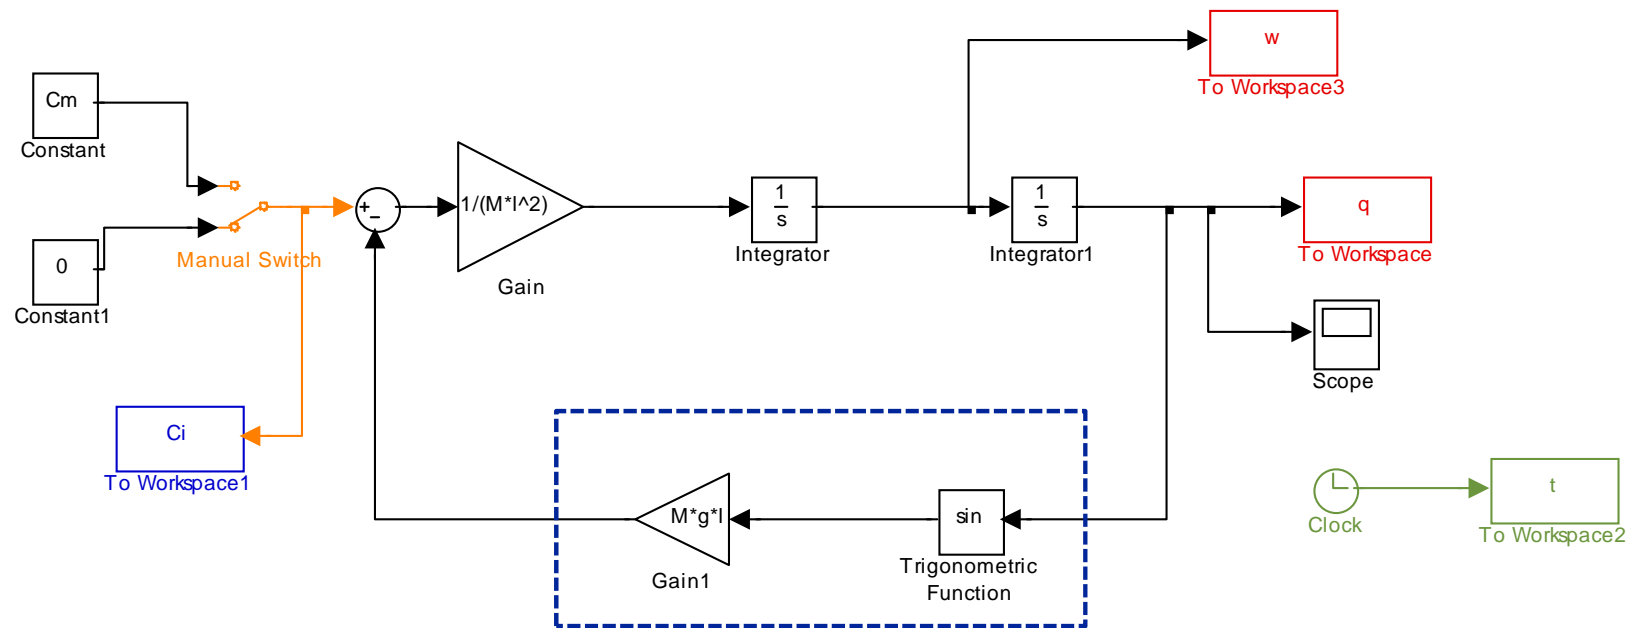 w
To Workspace3
Cm
Constant
+
−
1/(M*l^2)
Gain
1
s
Integrator
1
s
Integrator1
q
To Workspace
Manual Switch
0
Constant1
Scope
Ci
To Workspace1
M*g*l
Gain1
sin
Trigonometric
Function
Clock
t
To Workspace2